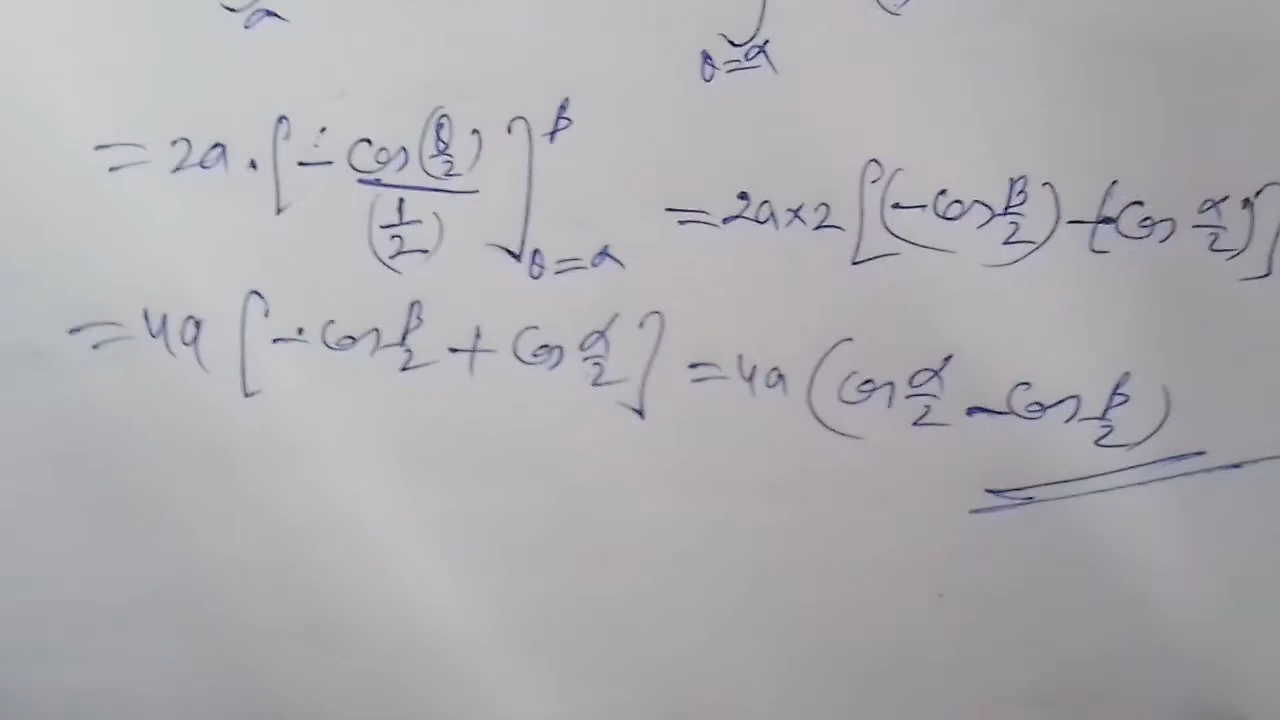 α θ=α
= 2a · [ - cos(θ/2) / (1/2) ]^β_θ=α = 2a×2 [(-cos β/2) - (-cos α/2)]
= 4a [ - cos β/2 + cos α/2 ] = 4a ( cos α/2 - cos β/2 )